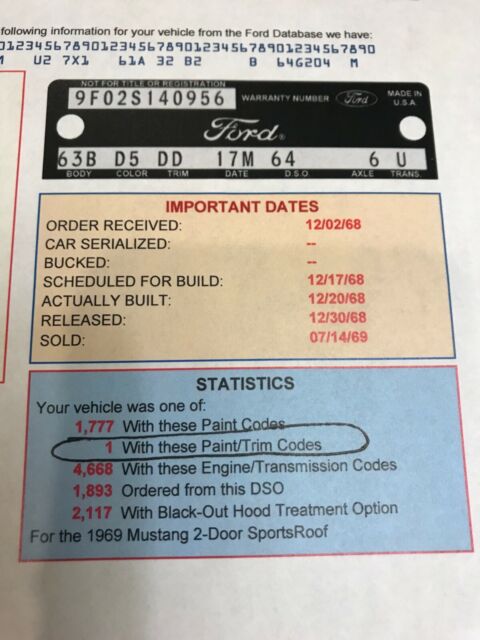 following information for your vehicle from the Ford Database we have:
01234567890123456789012345678901234567890
U2 7X1 61A 32 B2 B 64G204 M
NOT FOR TITLE OR REGISTRATION
9F02S140956 WARRANTY NUMBER Ford MADE IN U.S.A.
Ford®
63B D5 DD 17M 64 6 U
BODY COLOR TRIM DATE D.S.O. AXLE TRANS.
IMPORTANT DATES
ORDER RECEIVED: 12/02/68
CAR SERIALIZED: --
BUCKED: --
SCHEDULED FOR BUILD: 12/17/68
ACTUALLY BUILT: 12/20/68
RELEASED: 12/30/68
SOLD: 07/14/69
STATISTICS
Your vehicle was one of:
1,777 With these Paint Codes
1 With these Paint/Trim Codes
4,668 With these Engine/Transmission Codes
1,893 Ordered from this DSO
2,117 With Black-Out Hood Treatment Option
For the 1969 Mustang 2-Door SportsRoof